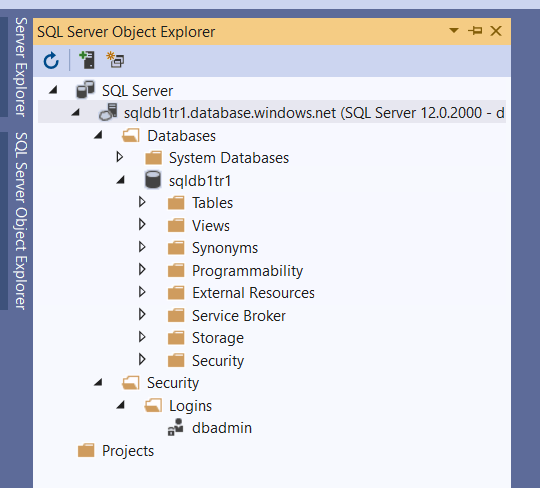 Server Explorer
SQL Server Object Explorer
SQL Server Object Explorer
SQL Server
sqldb1tr1.database.windows.net (SQL Server 12.0.2000 - d
Databases
System Databases
sqldb1tr1
Tables
Views
Synonyms
Programmability
External Resources
Service Broker
Storage
Security
Security
Logins
dbadmin
Projects